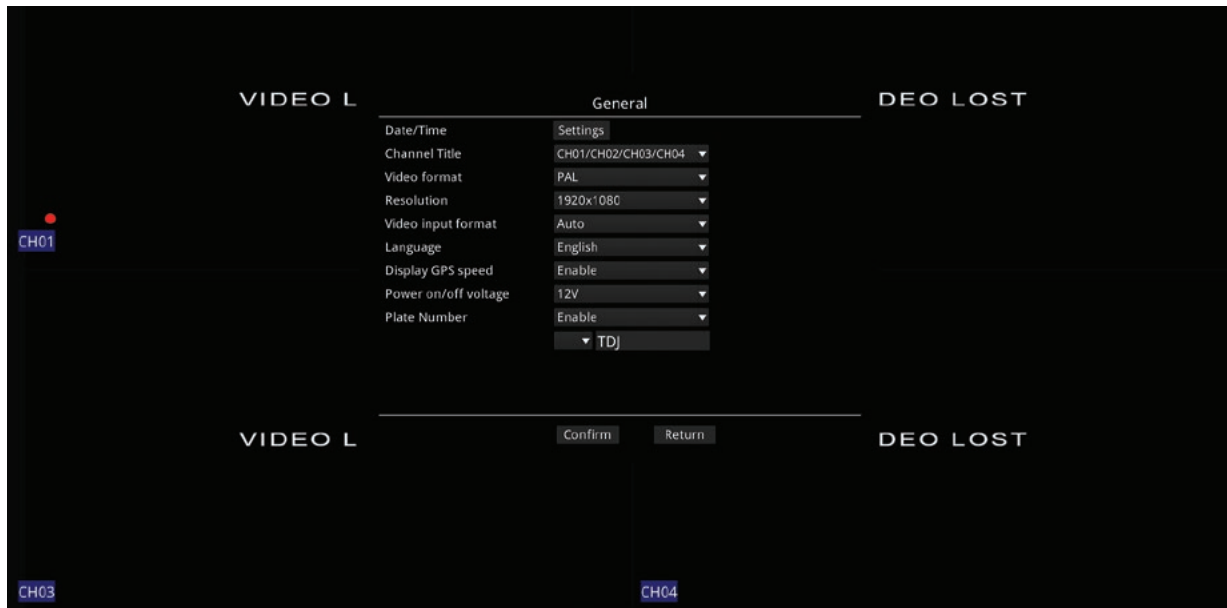 VIDEO L
DEO LOST
General
Date/Time Settings
Channel Title CH01/CH02/CH03/CH04
Video format PAL
Resolution 1920x1080
CH01
Video input format Auto
Language English
Display GPS speed Enable
Power on/off voltage 12V
Plate Number Enable
TDJ
VIDEO L
Confirm Return
DEO LOST
CH03
CH04